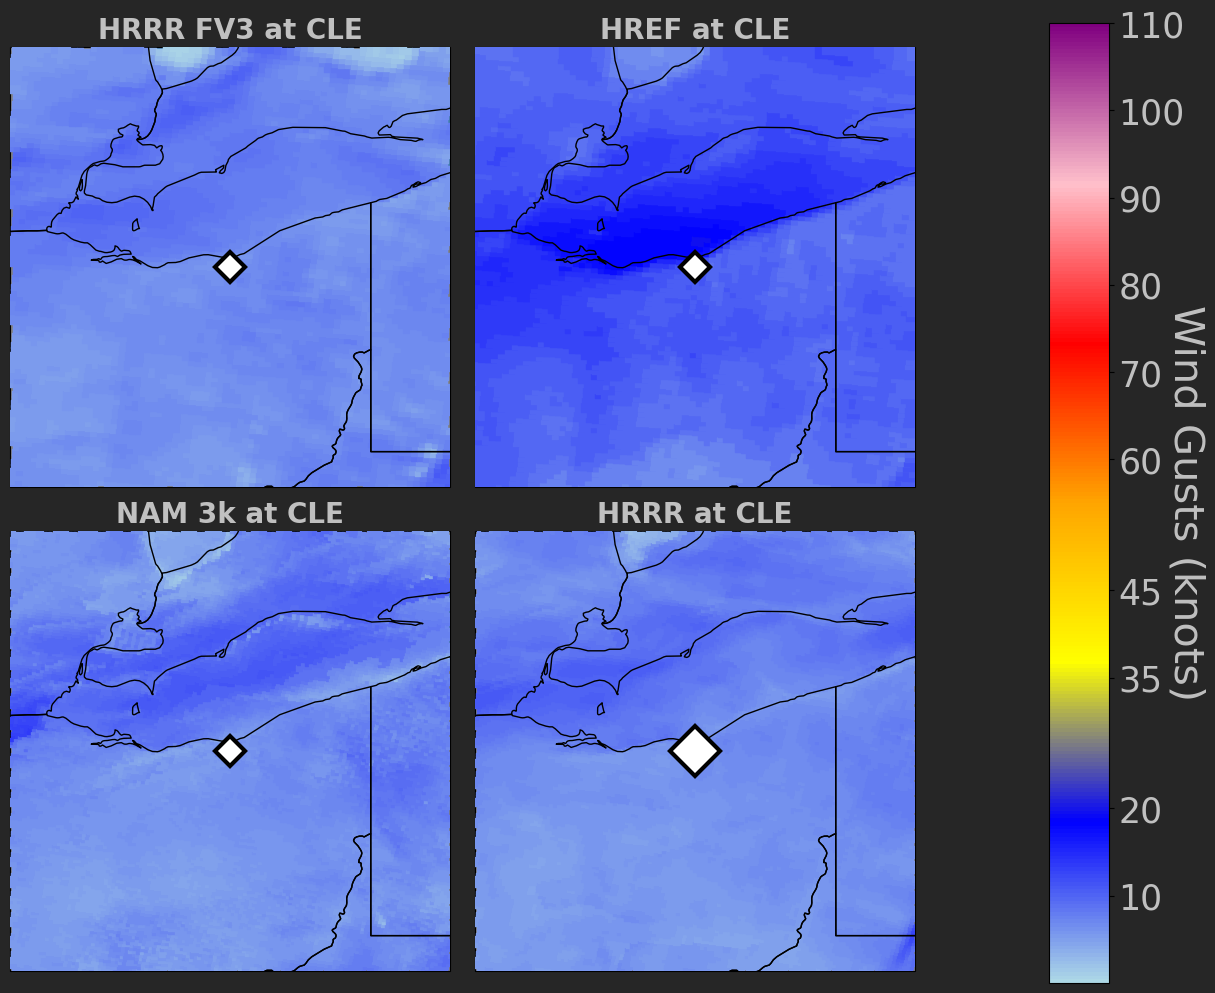 HRRR FV3 at CLE
HREF at CLE
NAM 3k at CLE
HRRR at CLE
110
100
90
80
70
60
45
35
20
10
Wind Gusts (knots)